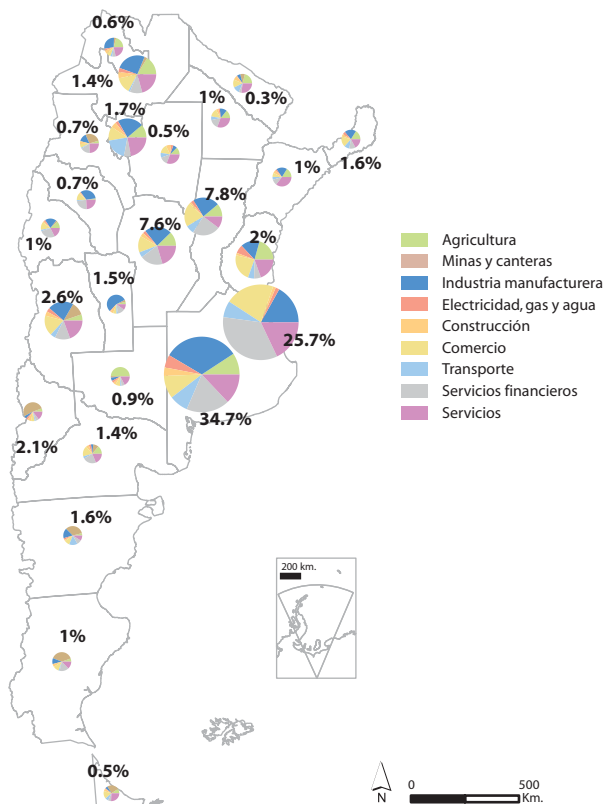 0.6%
1.4%
0.3%
1%
1.7%
0.7%
0.5%
1.6%
1%
0.7%
7.8%
7.6%
1%
2%
1.5%
2.6%
25.7%
0.9%
34.7%
2.1%
1.4%
1.6%
1%
0.5%
Agricultura
Minas y canteras
Industria manufacturera
Electricidad, gas y agua
Construcción
Comercio
Transporte
Servicios financieros
Servicios
200 km.
N
0 500
Km.